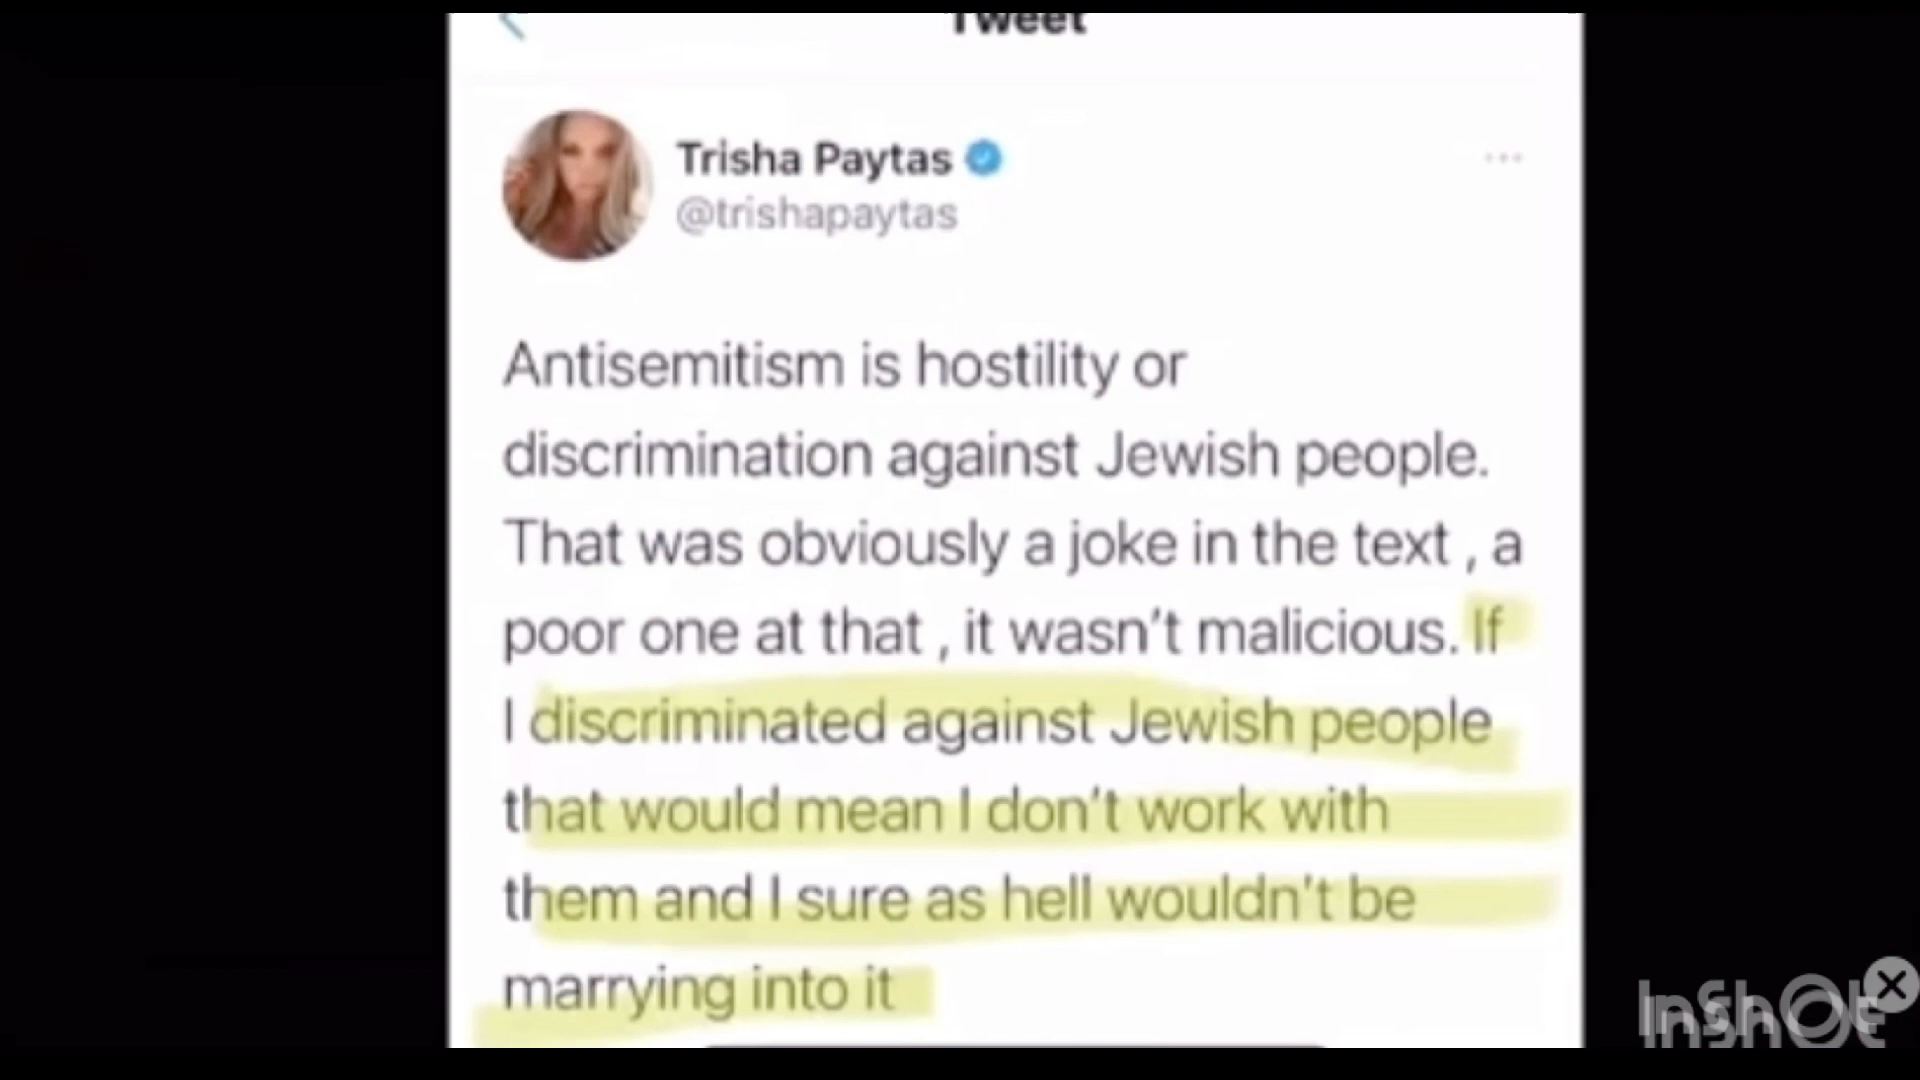 Tweet
Trisha Paytas
@trishapaytas
Antisemitism is hostility or
discrimination against Jewish people.
That was obviously a joke in the text , a
poor one at that , it wasn't malicious. If
I discriminated against Jewish people
that would mean I don't work with
them and I sure as hell wouldn't be
marrying into it
InShOt